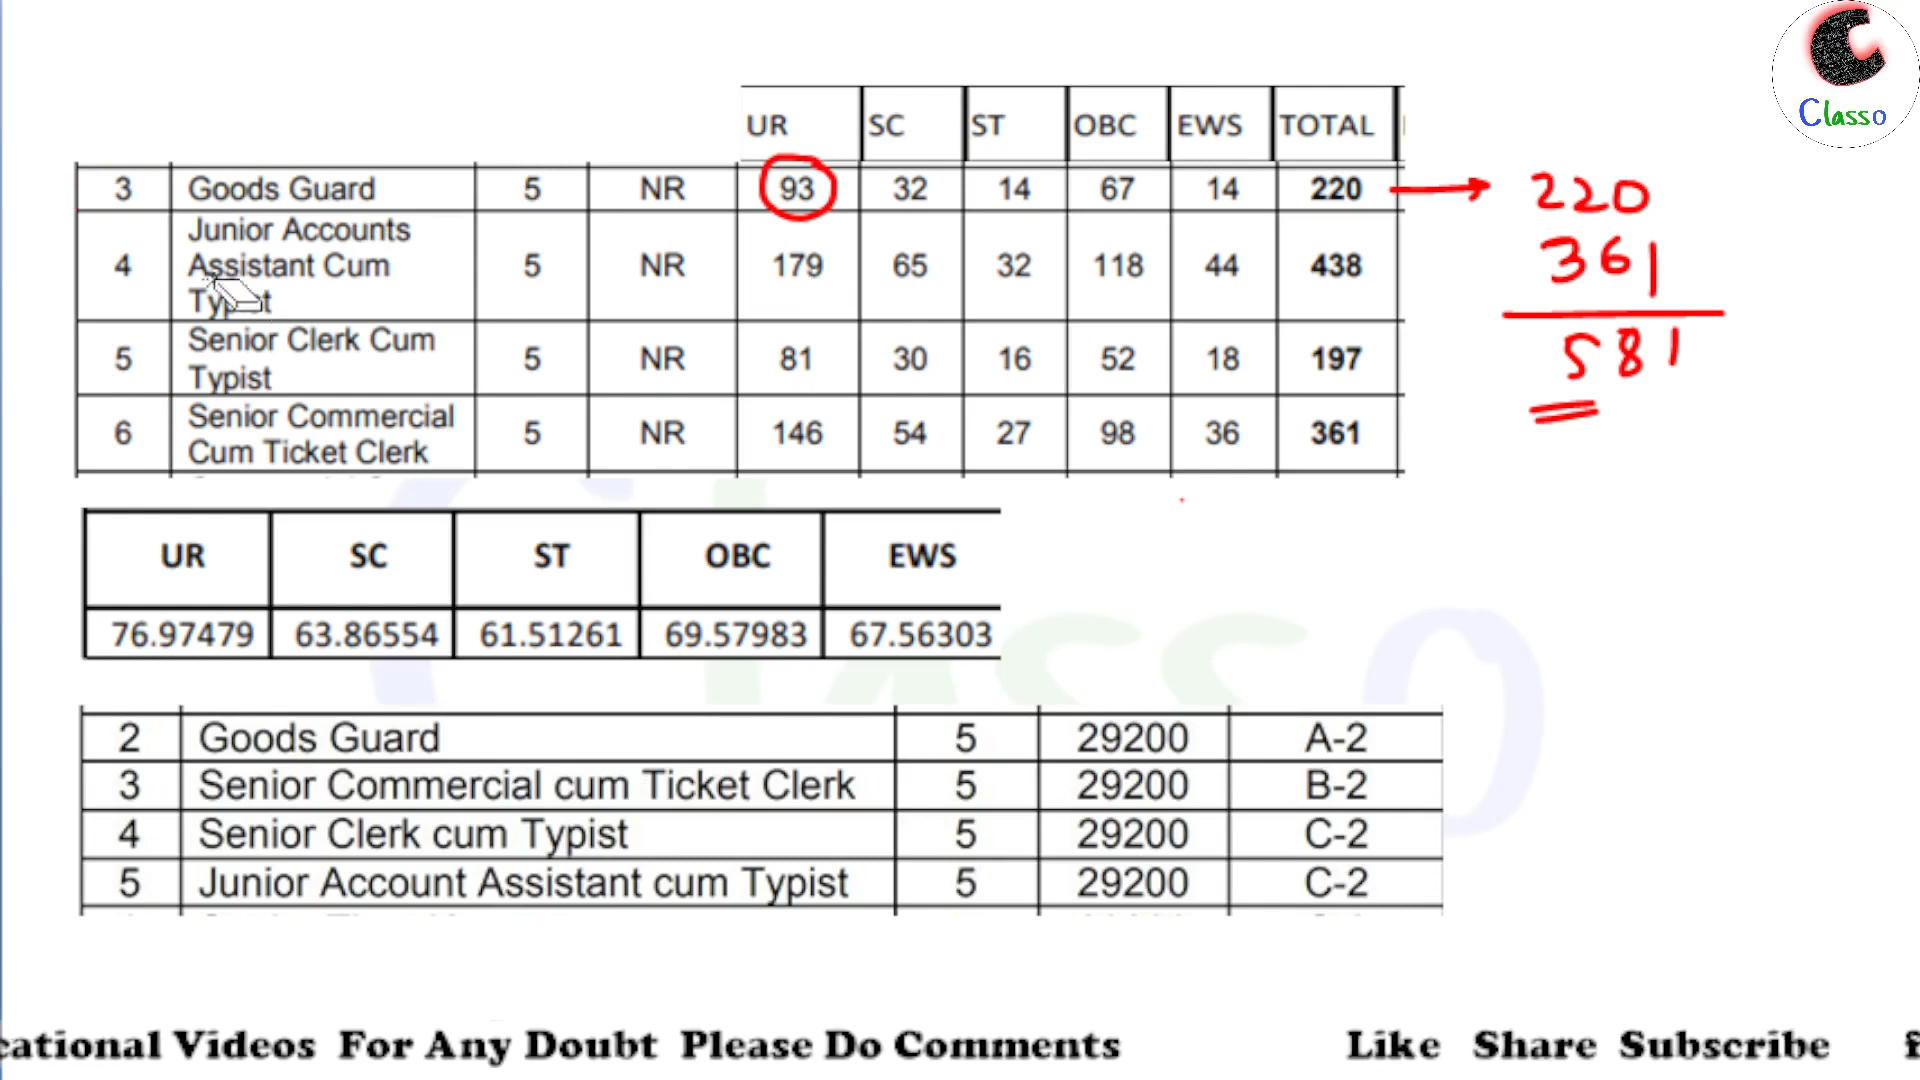 C
Classo
UR SC ST OBC EWS TOTAL
3 Goods Guard 5 NR 93 32 14 67 14 220 220
Junior Accounts
4 Assistant Cum 5 NR 179 65 32 118 44 438 361
Typist
581
Senior Clerk Cum
5 5 NR 81 30 16 52 18 197
Typist
Senior Commercial
6 5 NR 146 54 27 98 36 361
Cum Ticket Clerk
UR SC ST OBC EWS
76.97479 63.86554 61.51261 69.57983 67.56303
2 Goods Guard 5 29200 A-2
3 Senior Commercial cum Ticket Clerk 5 29200 B-2
4 Senior Clerk cum Typist 5 29200 C-2
5 Junior Account Assistant cum Typist 5 29200 C-2
cational Videos For Any Doubt Please Do Comments Like Share Subscribe